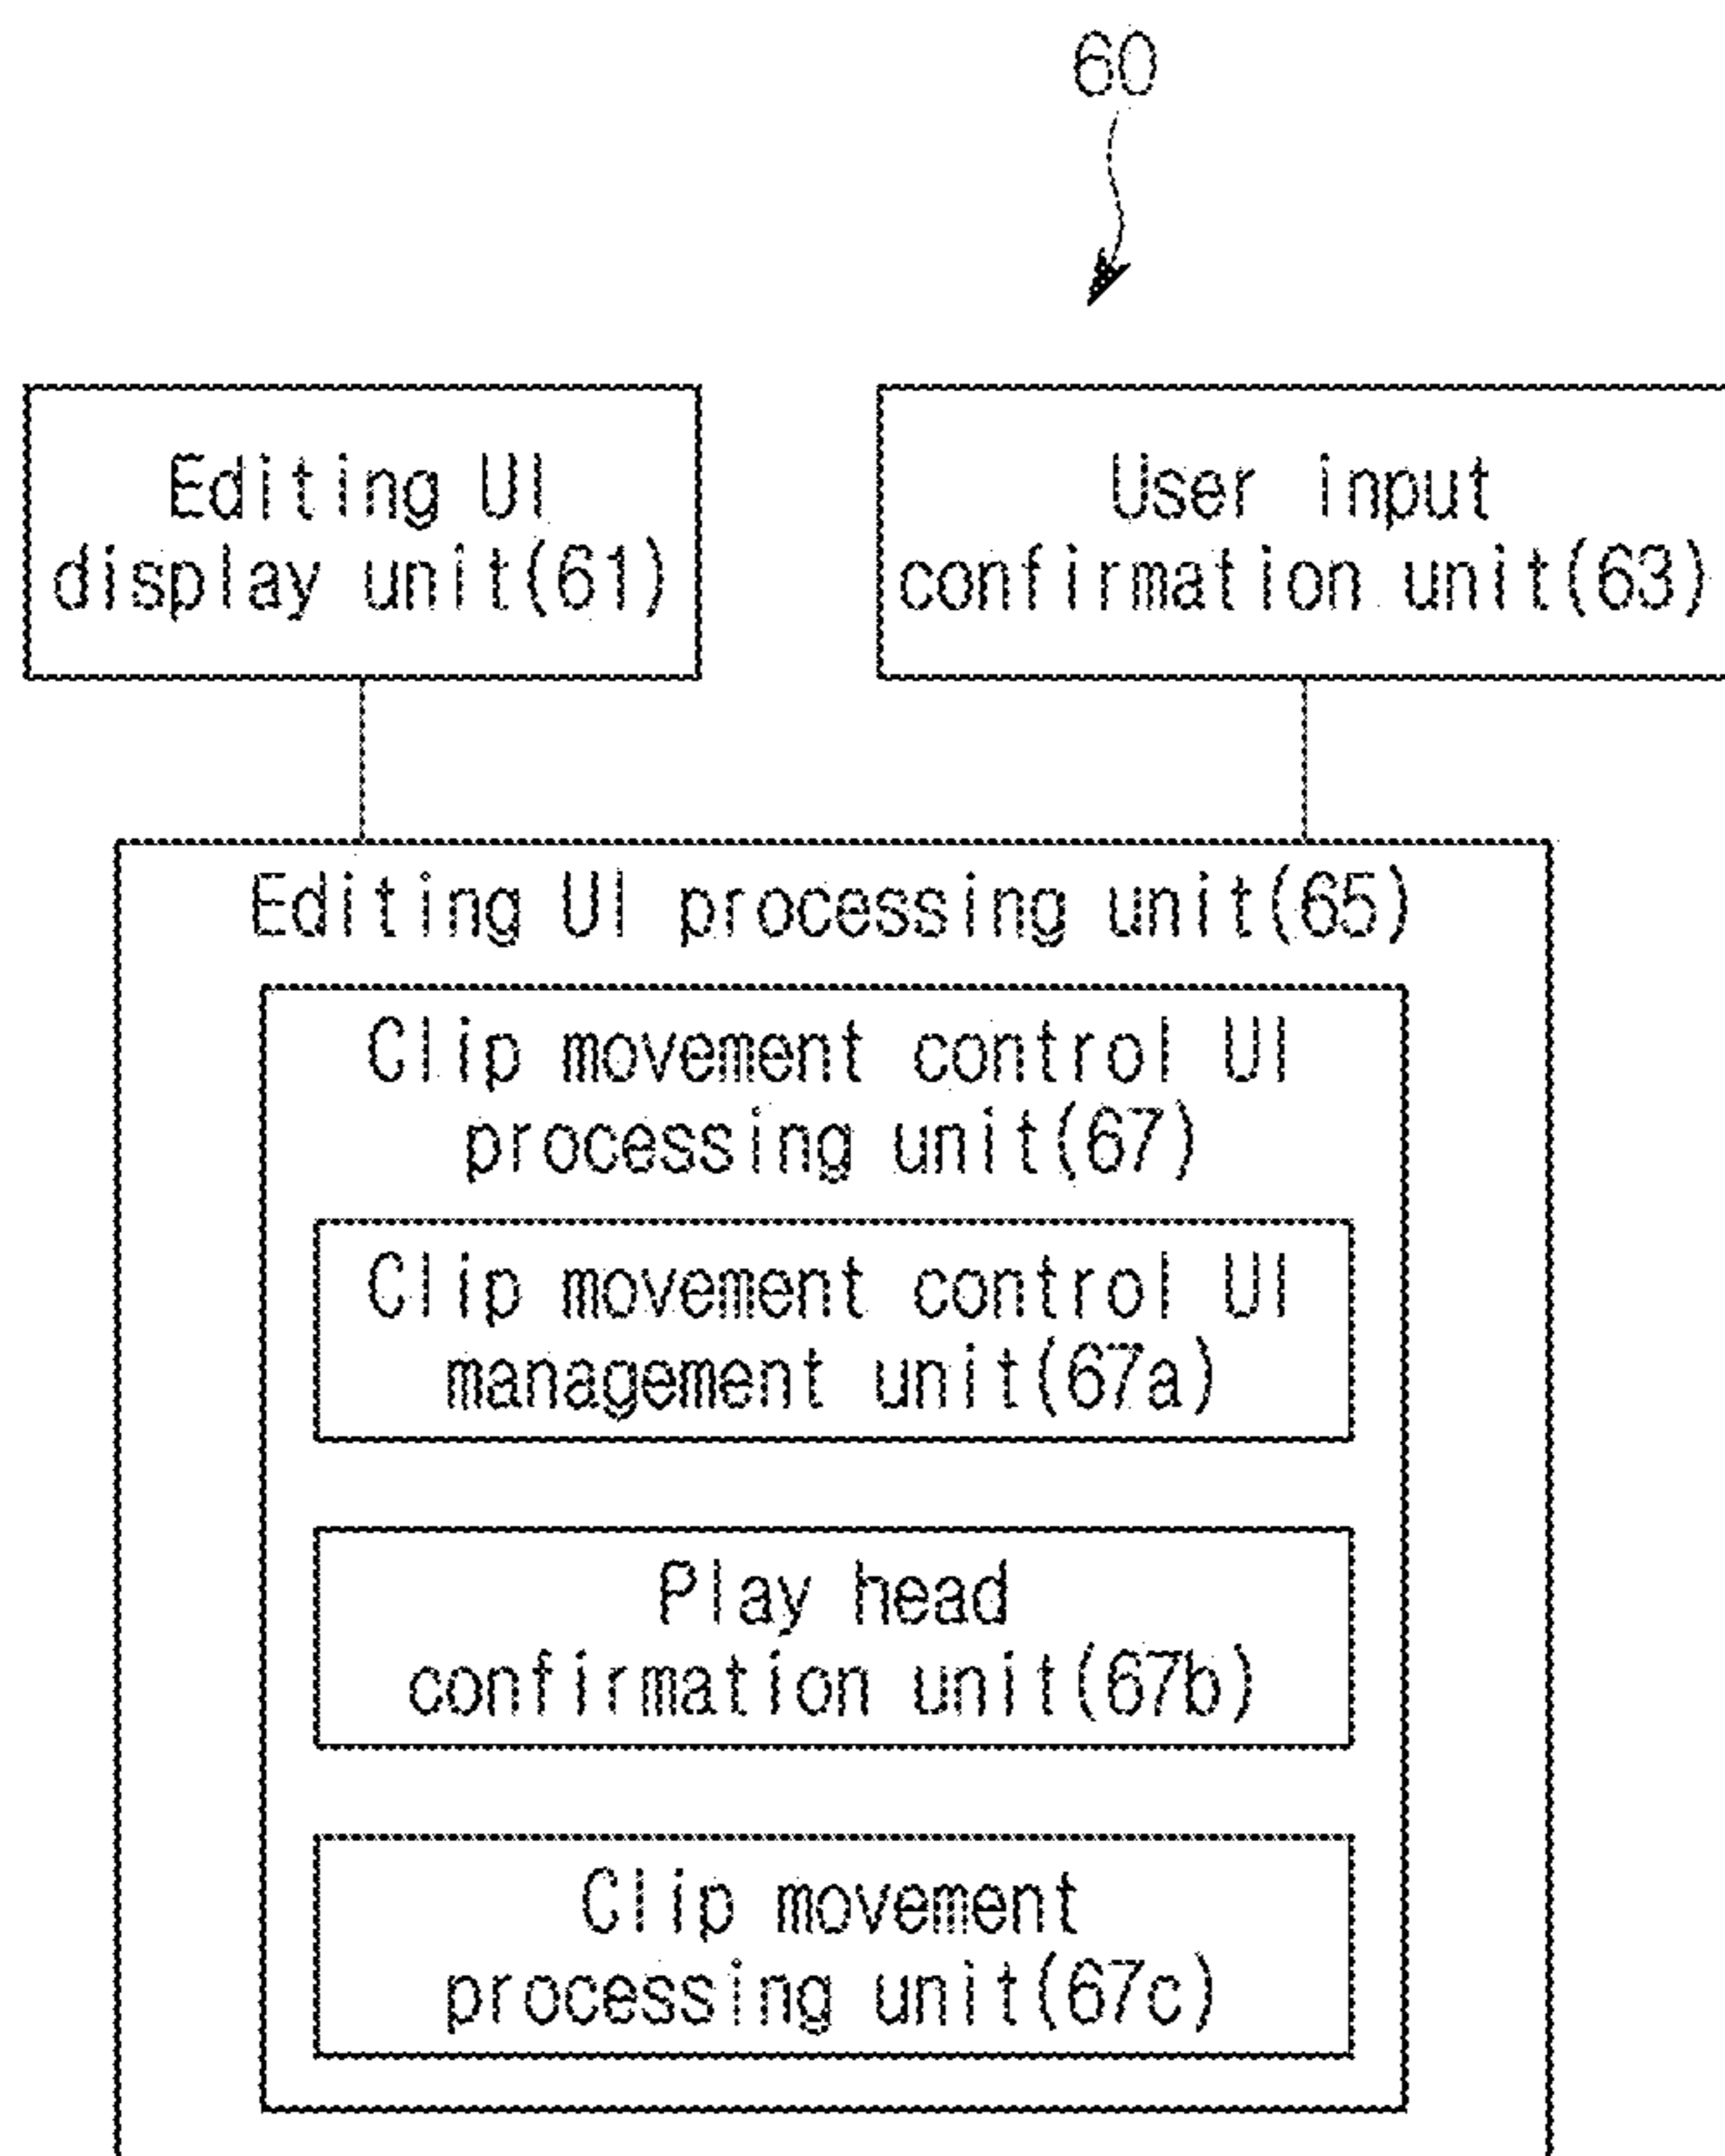 60
Editing UI
display unit(61)
User input
confirmation unit(63)
Editing UI processing unit(65)
Clip movement control UI
processing unit(67)
Clip movement control UI
management unit(67a)
Play head
confirmation unit(67b)
Clip movement
processing unit(67c)